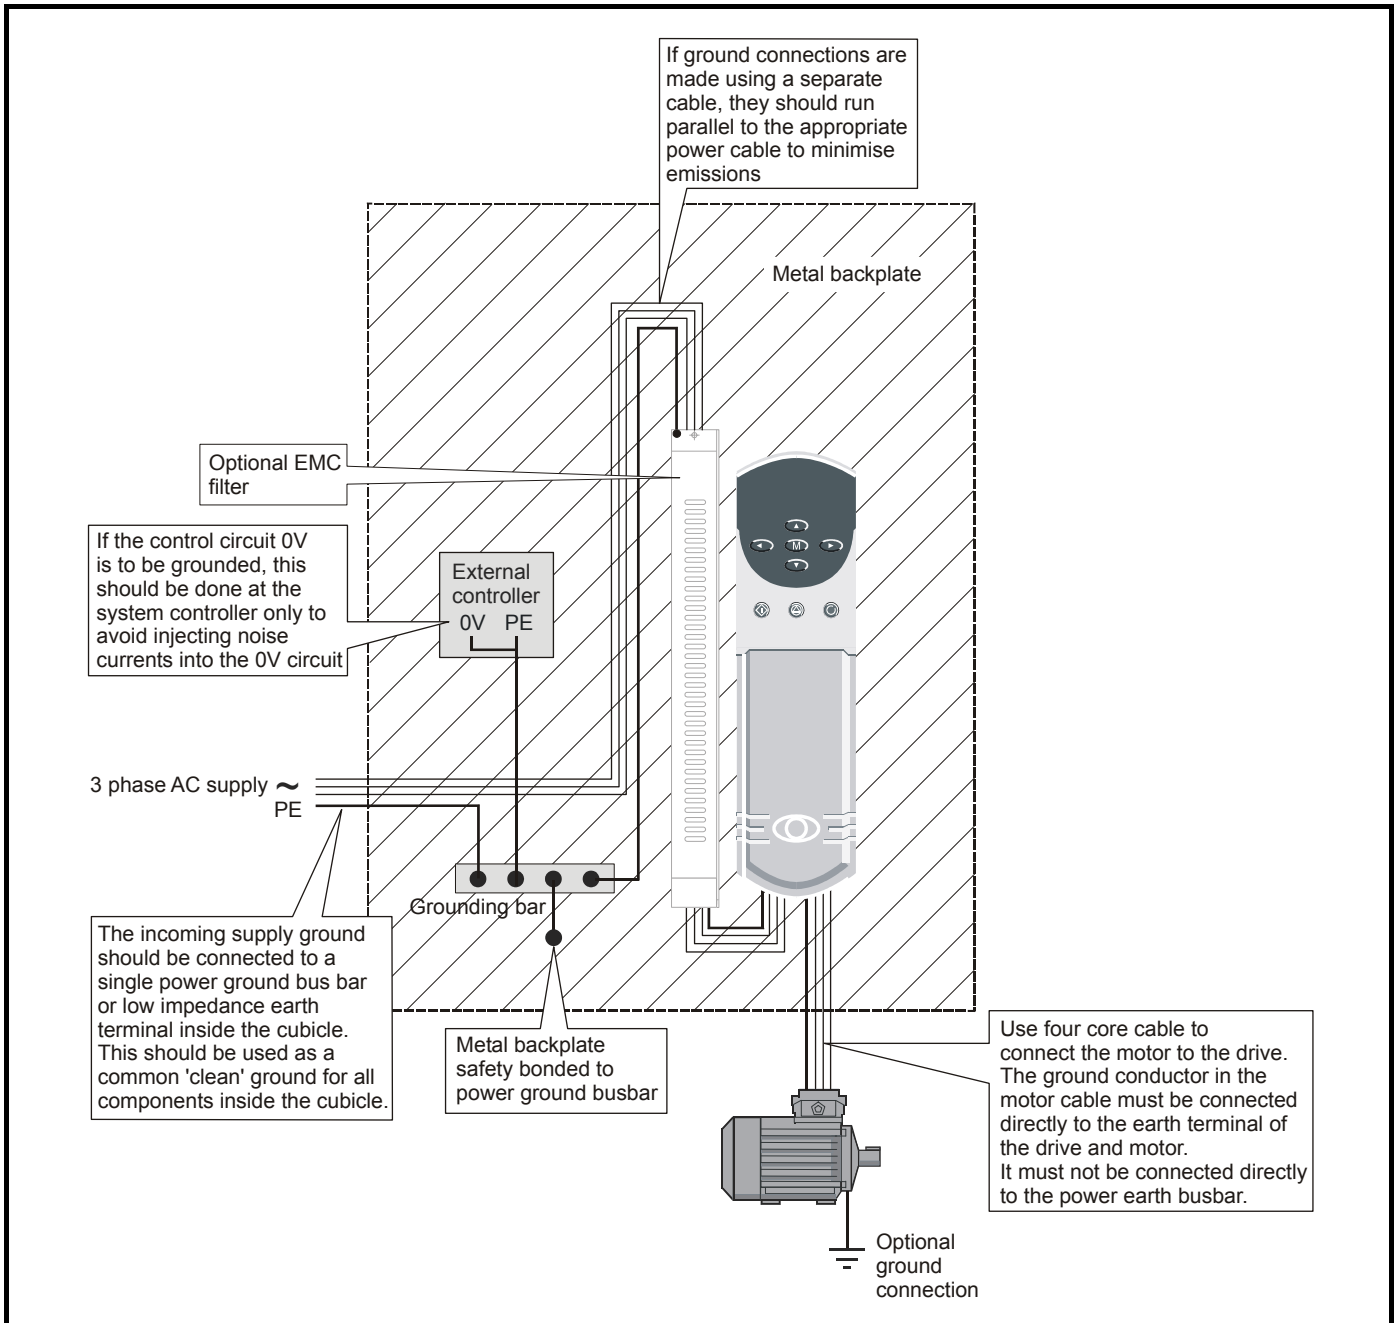 If ground connections are
made using a separate
cable, they should run
parallel to the appropriate
power cable to minimise
emissions
Metal backplate
Optional EMC
filter
If the control circuit 0V
is to be grounded, this
should be done at the
system controller only to
avoid injecting noise
currents into the 0V circuit
External
controller
0V PE
M
3 phase AC supply ~
PE
Grounding bar
The incoming supply ground
should be connected to a
single power ground bus bar
or low impedance earth
terminal inside the cubicle.
This should be used as a
common 'clean' ground for all
components inside the cubicle.
Metal backplate
safety bonded to
power ground busbar
Use four core cable to
connect the motor to the drive.
The ground conductor in the
motor cable must be connected
directly to the earth terminal of
the drive and motor.
It must not be connected directly
to the power earth busbar.
Optional
ground
connection